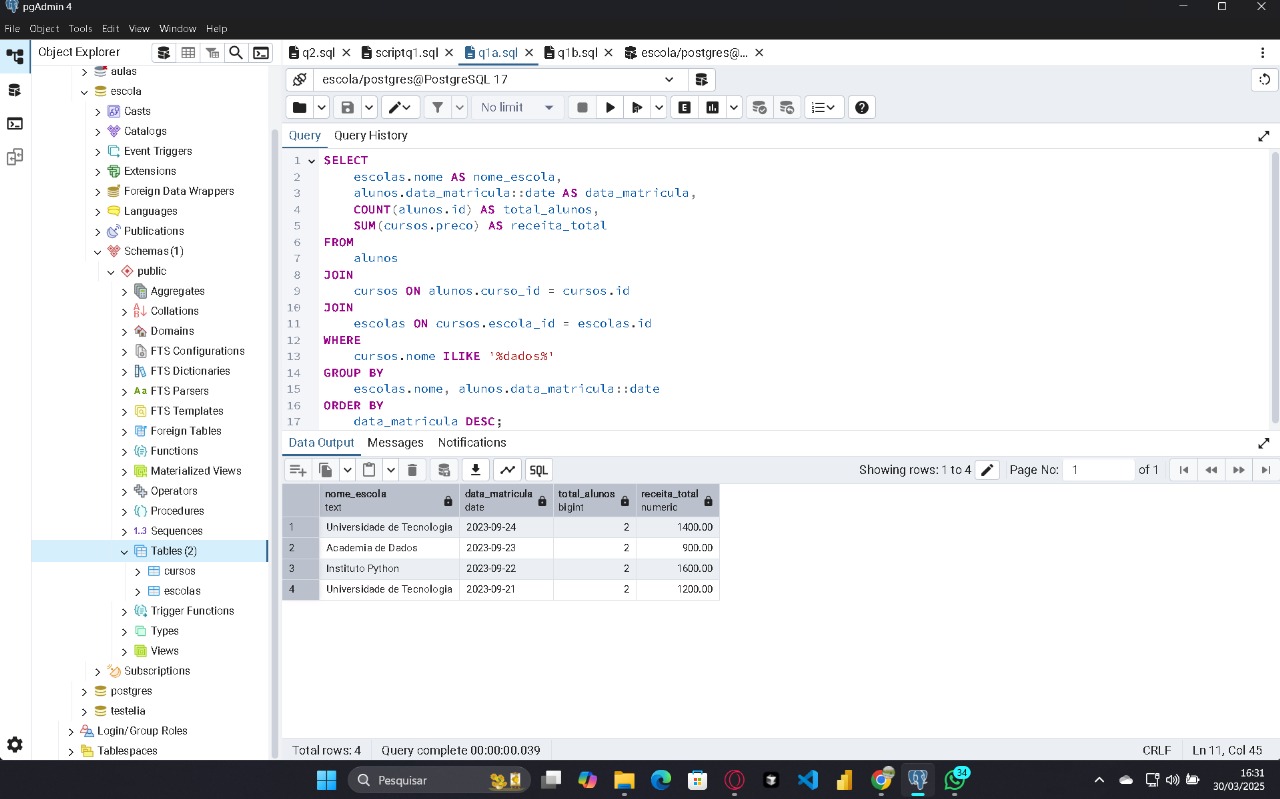 pgAdmin 4
File Object Tools Edit View Window Help
Object Explorer
q2.sql scriptq1.sql q1a.sql q1b.sql escola/postgres@...
escola/postgres@PostgreSQL 17
No limit
E
Query Query History
aulas
escola
Casts
Catalogs
Event Triggers
Extensions
Foreign Data Wrappers
Languages
Publications
Schemas (1)
public
Aggregates
Collations
Domains
FTS Configurations
FTS Dictionaries
Aa FTS Parsers
FTS Templates
Foreign Tables
Functions
Materialized Views
Operators
Procedures
1..3 Sequences
Tables (2)
cursos
escolas
Trigger Functions
Types
Views
Subscriptions
postgres
testelia
Login/Group Roles
Tablespaces
1 SELECT
2 escolas.nome AS nome_escola,
3 alunos.data_matricula::date AS data_matricula,
4 COUNT(alunos.id) AS total_alunos,
5 SUM(cursos.preco) AS receita_total
6 FROM
7 alunos
8 JOIN
9 cursos ON alunos.curso_id = cursos.id
10 JOIN
11 escolas ON cursos.escola_id = escolas.id
12 WHERE
13 cursos.nome ILIKE '%dados%'
14 GROUP BY
15 escolas.nome, alunos.data_matricula::date
16 ORDER BY
17 data_matricula DESC;
Data Output Messages Notifications
SQL Showing rows: 1 to 4 Page No: 1 of 1
nome_escola data_matricula total_alunos receita_total
text date bigint numeric
1 Universidade de Tecnologia 2023-09-24 2 1400.00
2 Academia de Dados 2023-09-23 2 900.00
3 Instituto Python 2023-09-22 2 1600.00
4 Universidade de Tecnologia 2023-09-21 2 1200.00
Total rows: 4 Query complete 00:00:00.039 CRLF Ln 11, Col 45
Pesquisar
34
16:31
30/03/2025